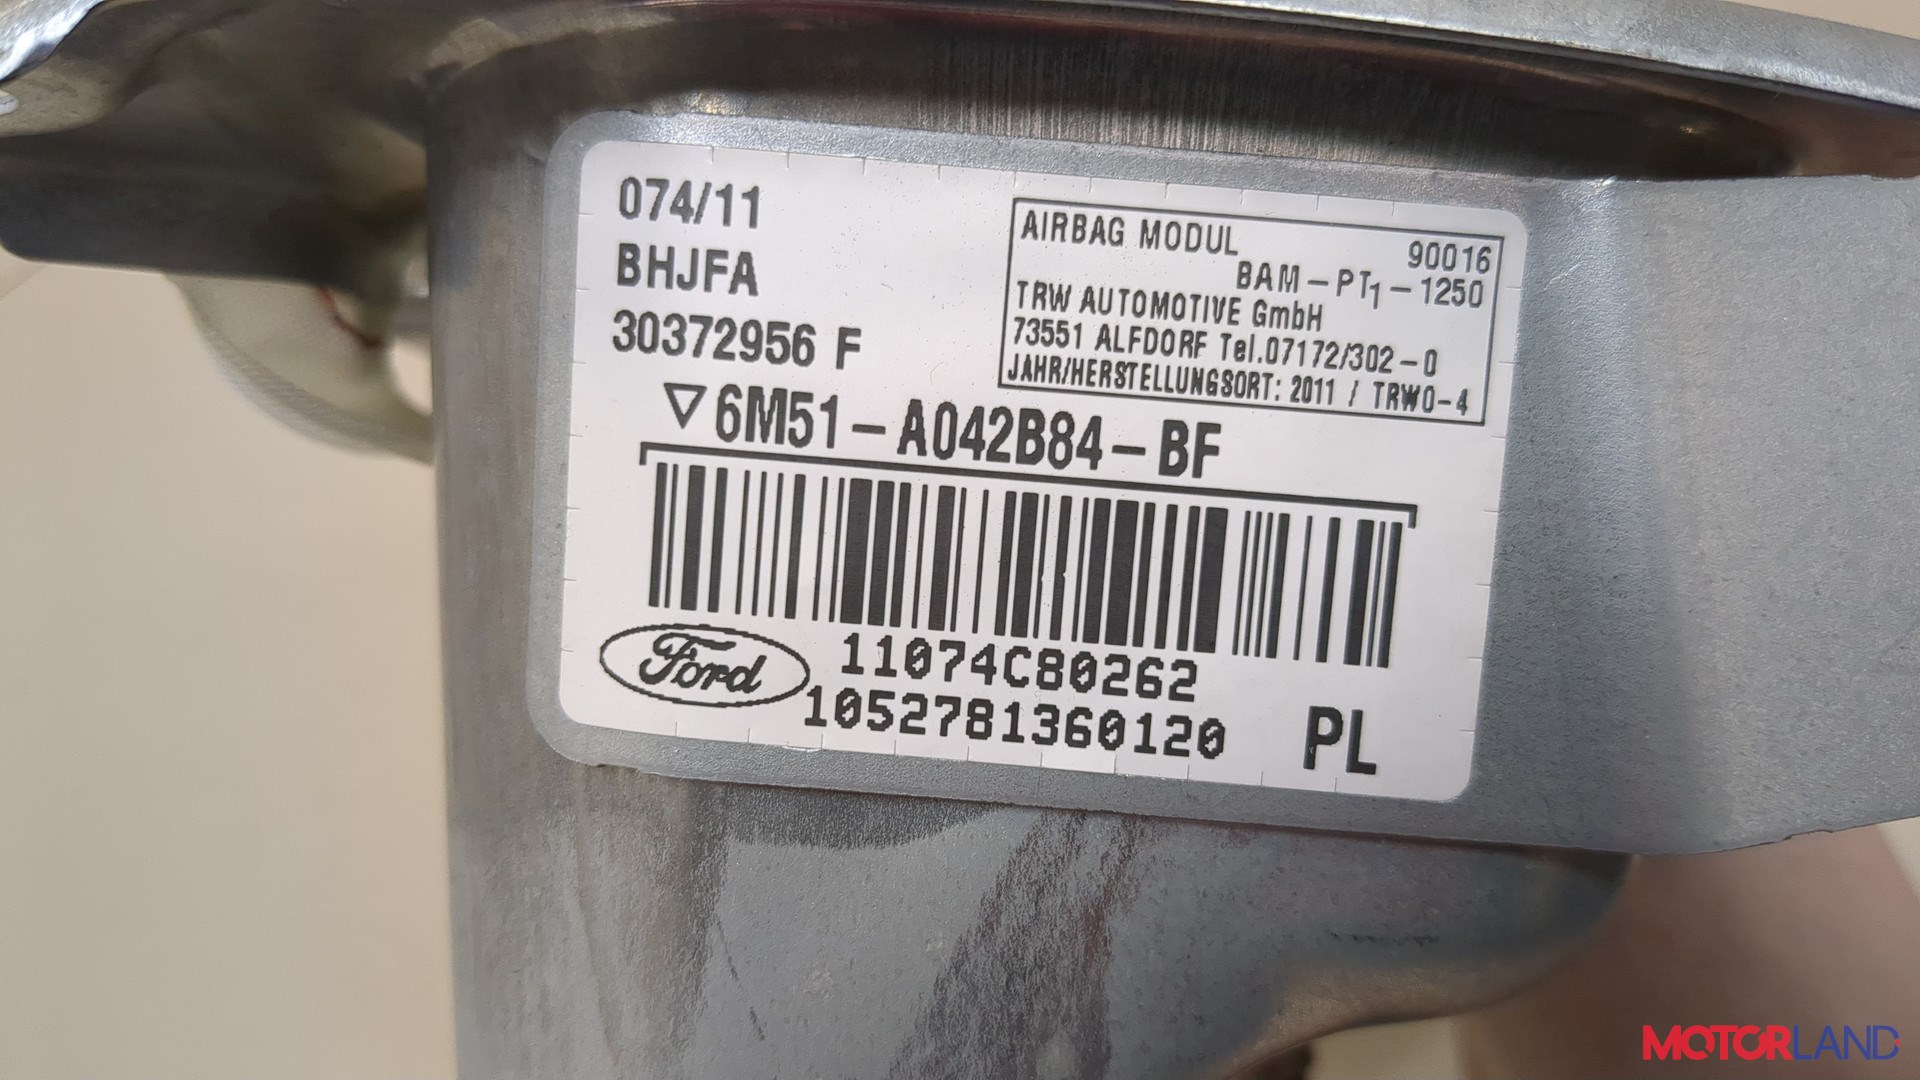 074/11
BHJFA
30372956 F
AIRBAG MODUL 90016
BAM-PT1-1250
TRW AUTOMOTIVE GmbH
73551 ALFDORF Tel.07172/302-0
JAHR/HERSTELLUNGSORT: 2011 / TRWO-4
▽6M51-A042B84-BF
Ford
11074C80262
1052781360120
PL
MOTORLAND